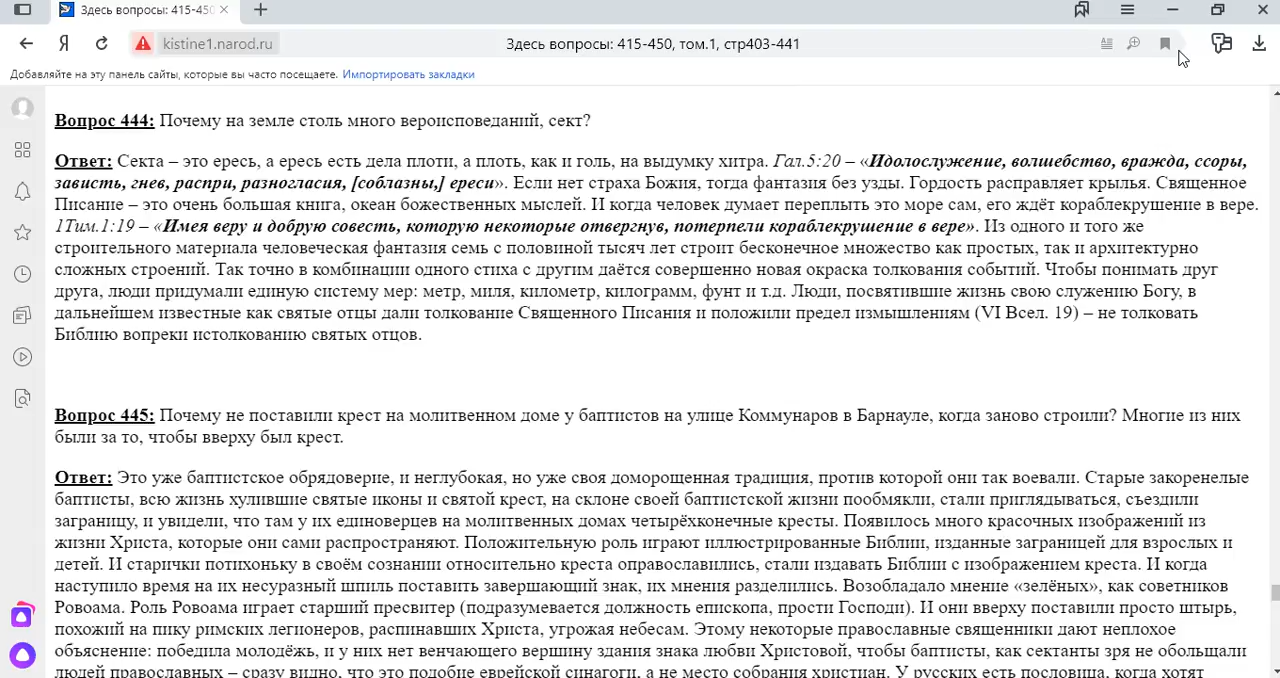 Здесь вопросы: 415-450
kistine1.narod.ru
Здесь вопросы: 415-450, том.1, стр403-441
Добавляйте на эту панель сайты, которые вы часто посещаете. Импортировать закладки
Вопрос 444: Почему на земле столь много вероисповеданий, сект?
Ответ: Секта – это ересь, а ересь есть дела плоти, а плоть, как и голь, на выдумку хитра. Гал.5:20 – «Идолослужение, волшебство, вражда, ссоры,
зависть, гнев, распри, разногласия, [соблазны,] ереси». Если нет страха Божия, тогда фантазия без узды. Гордость расправляет крылья. Священное
Писание – это очень большая книга, океан божественных мыслей. И когда человек думает переплыть это море сам, его ждёт кораблекрушение в вере.
1Тим.1:19 – «Имея веру и добрую совесть, которую некоторые отвергнув, потерпели кораблекрушение в вере». Из одного и того же
строительного материала человеческая фантазия семь с половиной тысяч лет строит бесконечное множество как простых, так и архитектурно
сложных строений. Так точно в комбинации одного стиха с другим даётся совершенно новая окраска толкования событий. Чтобы понимать друг
друга, люди придумали единую систему мер: метр, миля, километр, килограмм, фунт и т.д. Люди, посвятившие жизнь свою служению Богу, в
дальнейшем известные как святые отцы дали толкование Священного Писания и положили предел измышлениям (VI Всел. 19) – не толковать
Библию вопреки истолкованию святых отцов.
Вопрос 445: Почему не поставили крест на молитвенном доме у баптистов на улице Коммунаров в Барнауле, когда заново строили? Многие из них
были за то, чтобы вверху был крест.
Ответ: Это уже баптистское обрядоверие, и неглубокая, но уже своя доморощенная традиция, против которой они так воевали. Старые закоренелые
баптисты, всю жизнь хулившие святые иконы и святой крест, на склоне своей баптистской жизни пообмякли, стали приглядываться, съездили
заграницу, и увидели, что там у их единоверцев на молитвенных домах четырёхконечные кресты. Появилось много красочных изображений из
жизни Христа, которые они сами распространяют. Положительную роль играют иллюстрированные Библии, изданные заграницей для взрослых и
детей. И старички потихоньку в своём сознании относительно креста оправославились, стали издавать Библии с изображением креста. И когда
наступило время на их несуразный шпиль поставить завершающий знак, их мнения разделились. Возобладало мнение «зелёных», как советников
Ровоама. Роль Ровоама играет старший пресвитер (подразумевается должность епископа, прости Господи). И они вверху поставили просто штырь,
похожий на пику римских легионеров, распинавших Христа, угрожая небесам. Этому некоторые православные священники дают неплохое
объяснение: победила молодёжь, и у них нет венчающего вершину здания знака любви Христовой, чтобы баптисты, как сектанты зря не обольщали
людей православных – сразу видно, что это подобие еврейской синагоги, а не место собрания христиан. У русских есть пословица, когда хотят